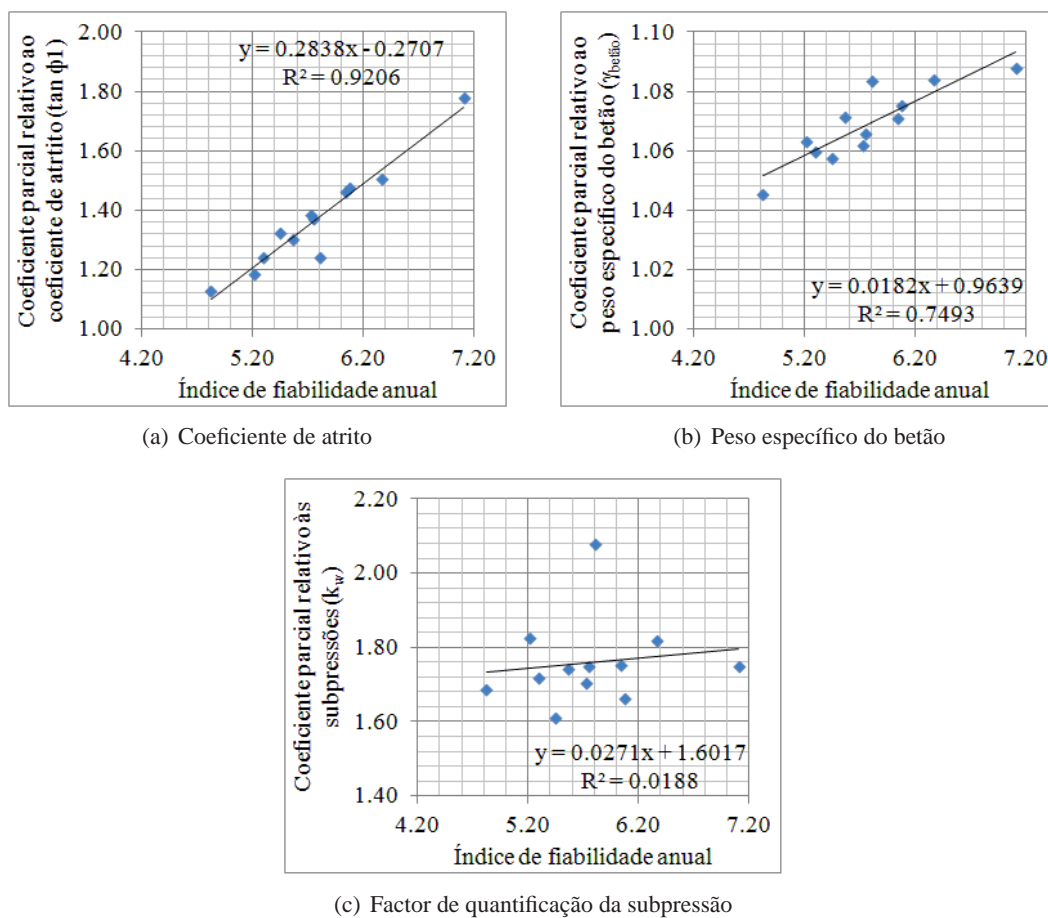 Coeficiente parcial relativo ao
coeficiente de atrtito (tan ϕ1)
2.00
1.80
1.60
1.40
1.20
1.00
y = 0.2838x - 0.2707
R² = 0.9206
4.20 5.20 6.20 7.20
Índice de fiabilidade anual
(a) Coeficiente de atrito
Coeficiente parcial relativo ao
peso específico do betão (γbetão)
1.10
1.08
1.06
1.04
1.02
1.00
y = 0.0182x + 0.9639
R² = 0.7493
4.20 5.20 6.20 7.20
Índice de fiabilidade anual
(b) Peso específico do betão
Coeficiente parcial relativo às
subpressões (kw)
2.20
2.00
1.80
1.60
1.40
y = 0.0271x + 1.6017
R² = 0.0188
4.20 5.20 6.20 7.20
Índice de fiabilidade anual
(c) Factor de quantificação da subpressão